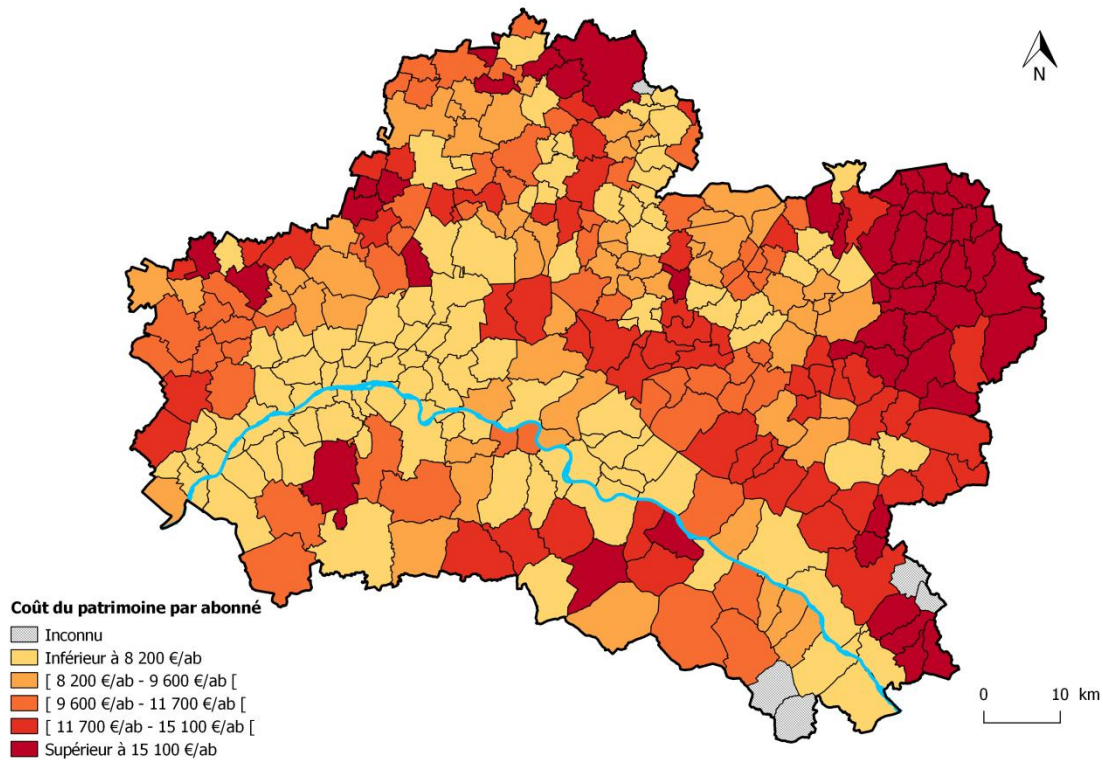 N
Coût du patrimoine par abonné
Inconnu
Inférieur à 8 200 €/ab
[ 8 200 €/ab - 9 600 €/ab [
[ 9 600 €/ab - 11 700 €/ab [
[ 11 700 €/ab - 15 100 €/ab [
Supérieur à 15 100 €/ab
0 10 km